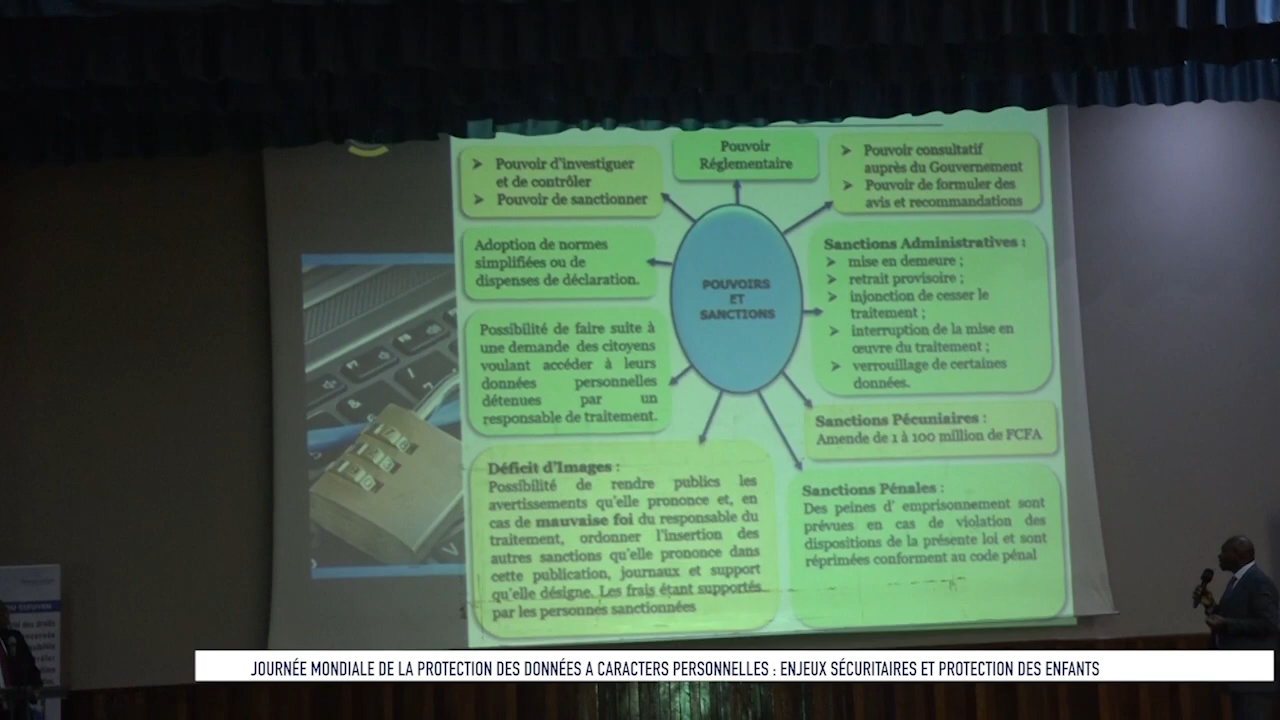 Pouvoir
Réglementaire
➢ Pouvoir d'investiguer
et de contrôler
➢ Pouvoir de sanctionner
➢ Pouvoir consultatif
auprès du Gouvernement
➢ Pouvoir de formuler des
avis et recommandations
Adoption de normes
simplifiées ou de
dispenses de déclaration.
POUVOIRS
ET
SANCTIONS
Sanctions Administratives :
➢ mise en demeure ;
➢ retrait provisoire ;
➢ injonction de cesser le
traitement ;
➢ interruption de la mise en
œuvre du traitement ;
➢ verrouillage de certaines
données.
Possibilité de faire suite à
une demande des citoyens
voulant accéder à leurs
données personnelles
détenues par un
responsable de traitement.
Sanctions Pécuniaires :
Amende de 1 à 100 million de FCFA
Déficit d'Images :
Possibilité de rendre publics les
avertissements qu'elle prononce et, en
cas de mauvaise foi du responsable du
traitement, ordonner l'insertion des
autres sanctions qu'elle prononce dans
cette publication, journaux et support
qu'elle désigne. Les frais étant supportés
par les personnes sanctionnées
Sanctions Pénales :
Des peines d' emprisonnement sont
prévues en cas de violation des
dispositions de la présente loi et sont
réprimées conforment au code pénal
JOURNÉE MONDIALE DE LA PROTECTION DES DONNÉES A CARACTERS PERSONNELLES : ENJEUX SÉCURITAIRES ET PROTECTION DES ENFANTS